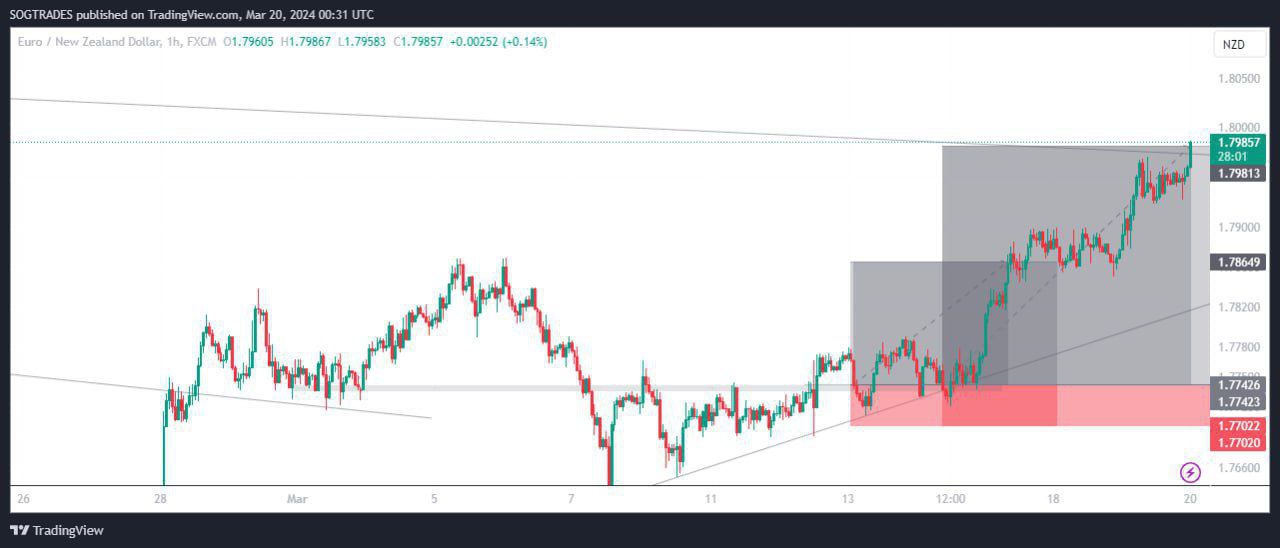 SOGTRADES published on TradingView.com, Mar 20, 2024 00:31 UTC
Euro / New Zealand Dollar, 1h, FXCM O1.79605 H1.79867 L1.79583 C1.79857 +0.00252 (+0.14%)
NZD
1.80500
1.80000
1.79857
28:01
1.79813
1.79000
1.78649
1.78200
1.77800
1.77426
1.77423
1.77022
1.77020
1.76600
26 28 Mar 5 7 11 13 12:00 18 20
TradingView